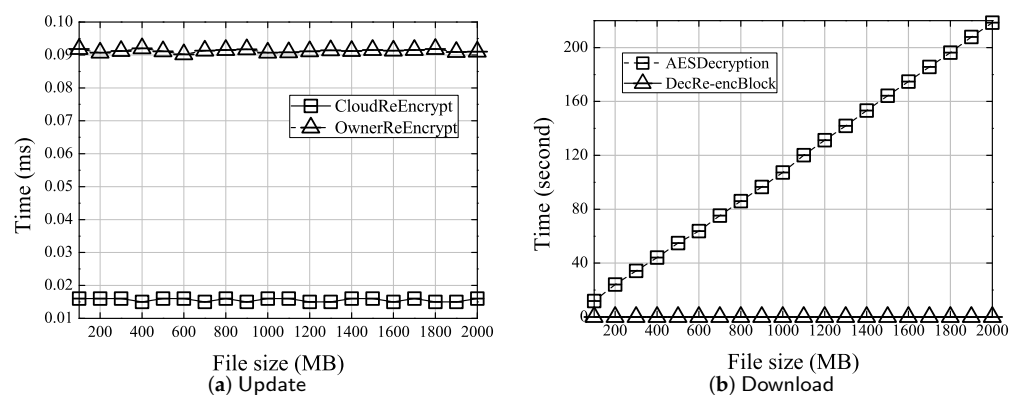 0.10
0.09
0.08
0.07
0.06
0.05
0.04
0.03
0.02
0.01
Time (ms)
CloudReEncrypt
OwnerReEncrypt
200 400 600 800 1000 1200 1400 1600 1800 2000
File size (MB)
(a) Update
220
160
120
80
40
0
Time (second)
AESDecryption
DecRe-encBlock
200 400 600 800 1000 1200 1400 1600 1800 2000
File size (MB)
(b) Download